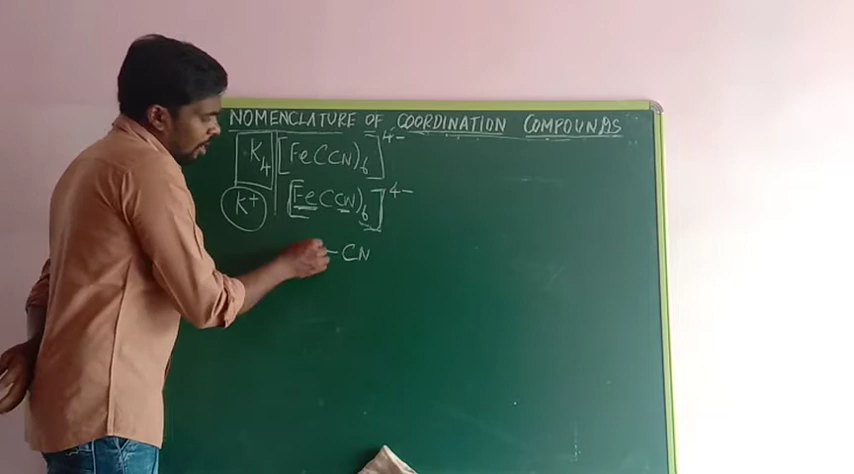 NOMENCLATURE OF COORDINATION COMPOUNDS
K4 [Fe(CN)6]4-
K+ [Fe(CN)6]4-
- CN